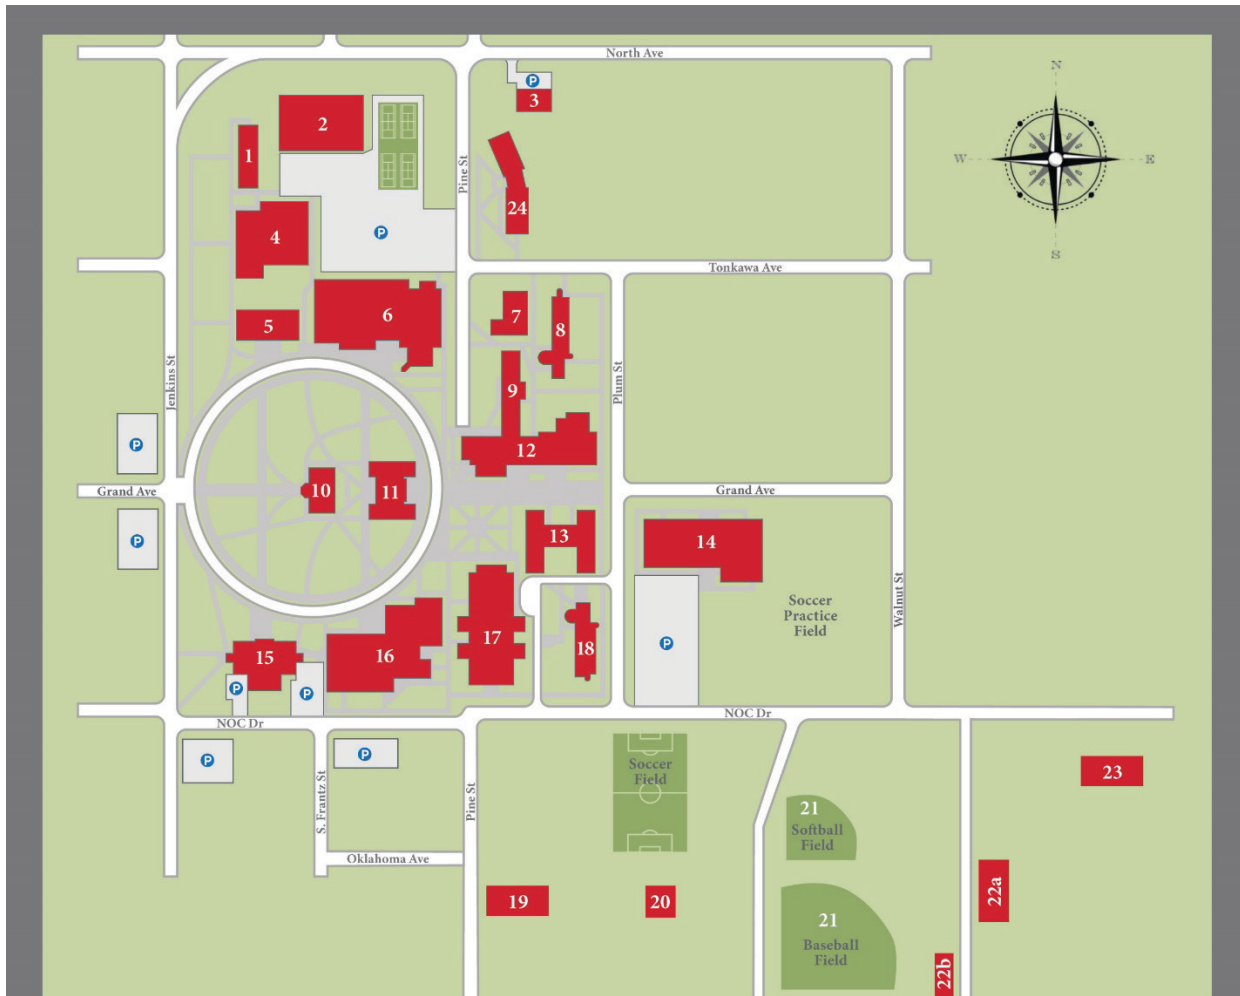 North Ave
P
3
2
1
Pine St
N
W
E
S
24
4
P
Tonkawa Ave
5
6
7
8
Jenkins St
Plum St
9
P
12
Grand Ave
10
11
Grand Ave
P
13
14
Walnut St
Soccer
Practice
Field
15
16
17
18
P
P
P
NOC Dr
NOC Dr
P
P
S. Frantz St
Pine St
Soccer
Field
23
21
Softball
Field
Oklahoma Ave
19
20
22a
21
Baseball
Field
22b